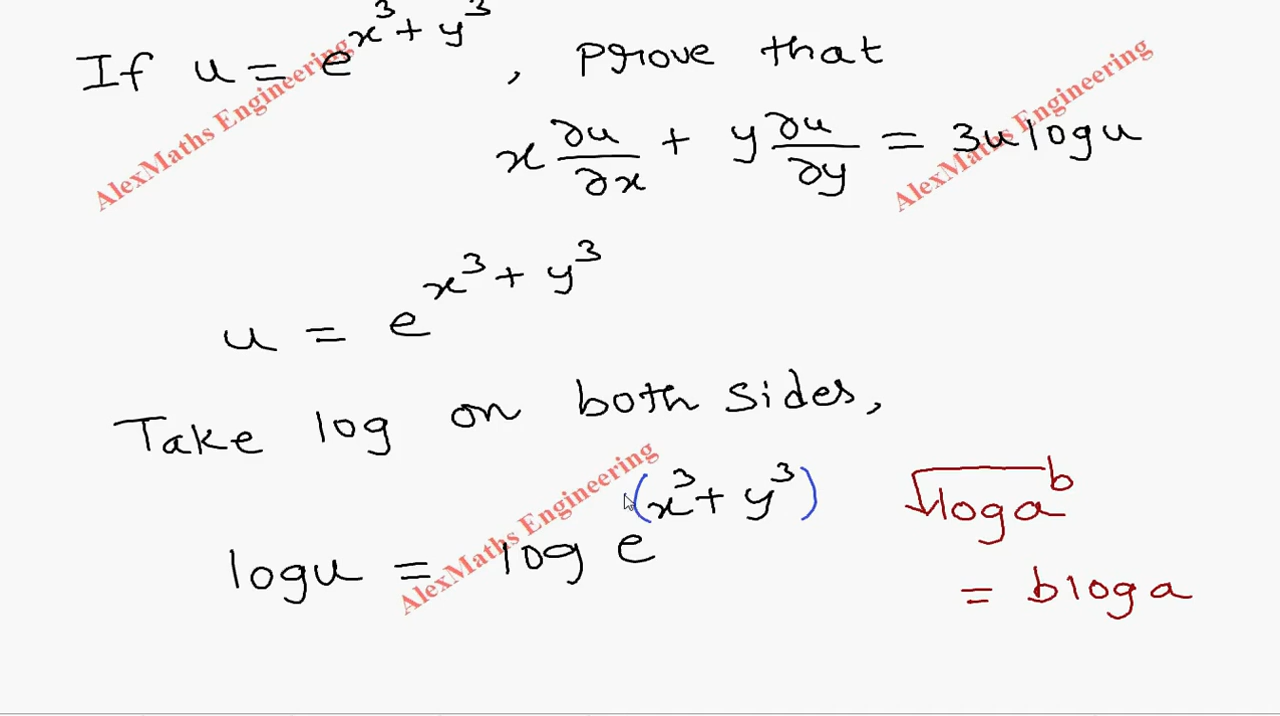 If u = e^{x³ + y³}, prove that
x ∂u/∂x + y ∂u/∂y = 3u log u
u = e^{x³ + y³}
Take log on both sides,
log u = log e^{(x³ + y³)}
log a^b
= b log a
AlexMaths Engineering
AlexMaths Engineering
AlexMaths Engineering